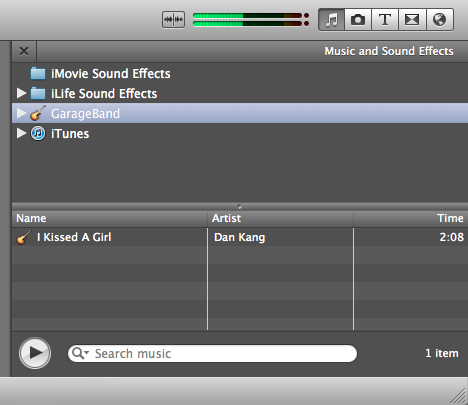 T
Music and Sound Effects
iMovie Sound Effects
iLife Sound Effects
GarageBand
iTunes
Name Artist Time
I Kissed A Girl Dan Kang 2:08
Search music 1 item